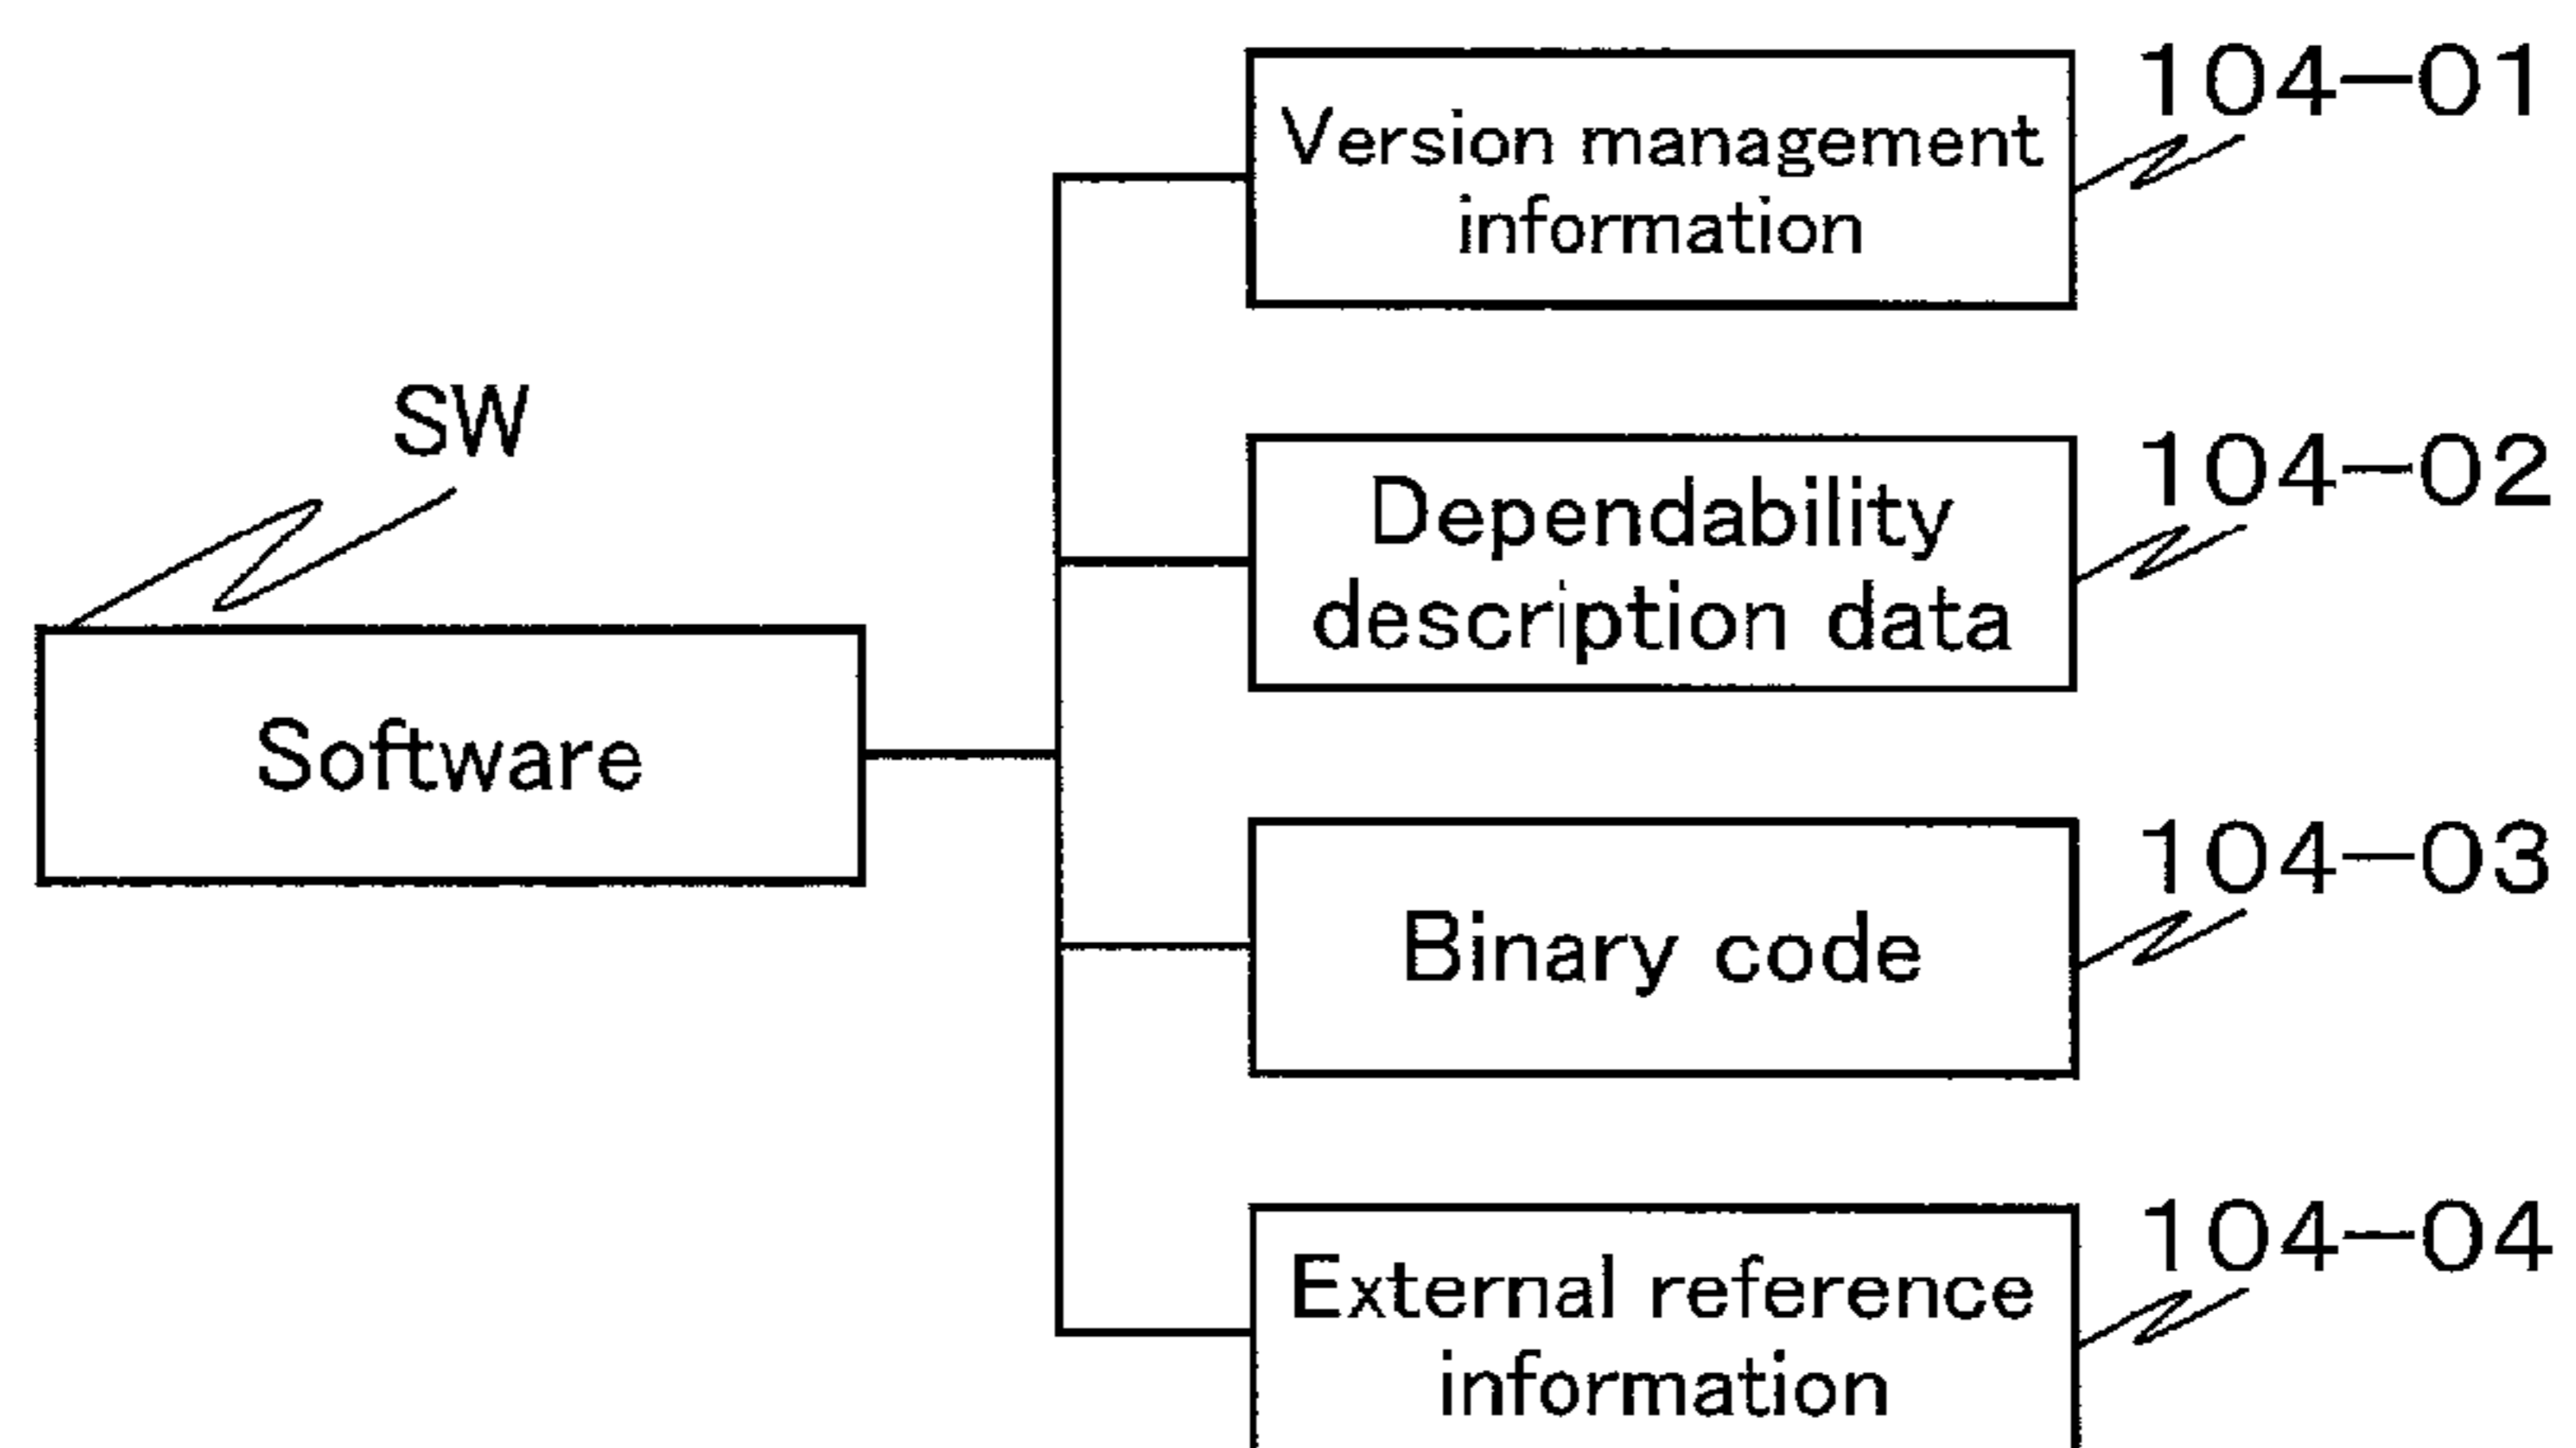 104-01
Version management
information
SW
104-02
Dependability
description data
Software
104-03
Binary code
104-04
External reference
information